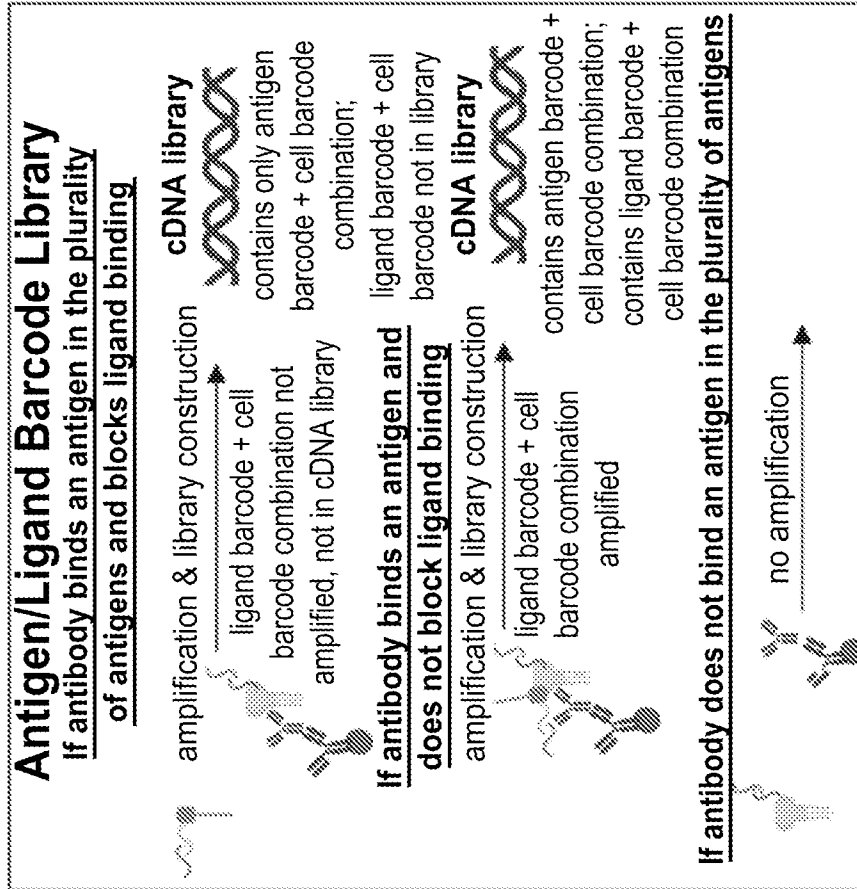 Antigen/Ligand Barcode Library
If antibody binds an antigen in the plurality
of antigens and blocks ligand binding
amplification & library construction
ligand barcode + cell
barcode combination not
amplified, not in cDNA library
cDNA library
contains only antigen
barcode + cell barcode
combination;
ligand barcode + cell
barcode not in library
If antibody binds an antigen and
does not block ligand binding
amplification & library construction
ligand barcode + cell
barcode combination
amplified
cDNA library
contains antigen barcode +
cell barcode combination;
contains ligand barcode +
cell barcode combination
If antibody does not bind an antigen in the plurality of antigens
no amplification